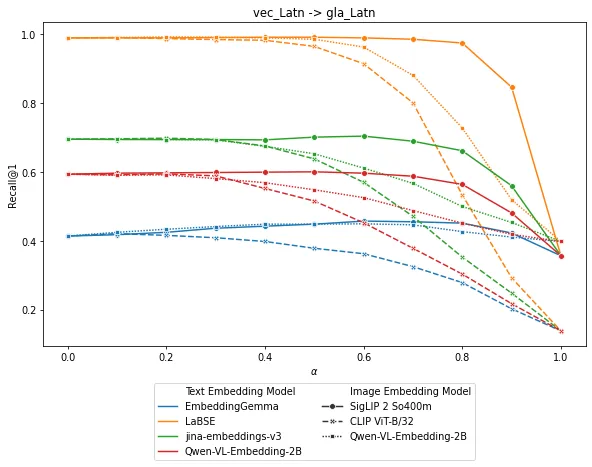 vec_Latn -> gla_Latn
1.0
0.8
0.6
0.4
0.2
Recall@1
0.0 0.2 0.4 0.6 0.8 1.0
α
Text Embedding Model Image Embedding Model
EmbeddingGemma SigLIP 2 So400m
LaBSE CLIP ViT-B/32
jina-embeddings-v3 Qwen-VL-Embedding-2B
Qwen-VL-Embedding-2B